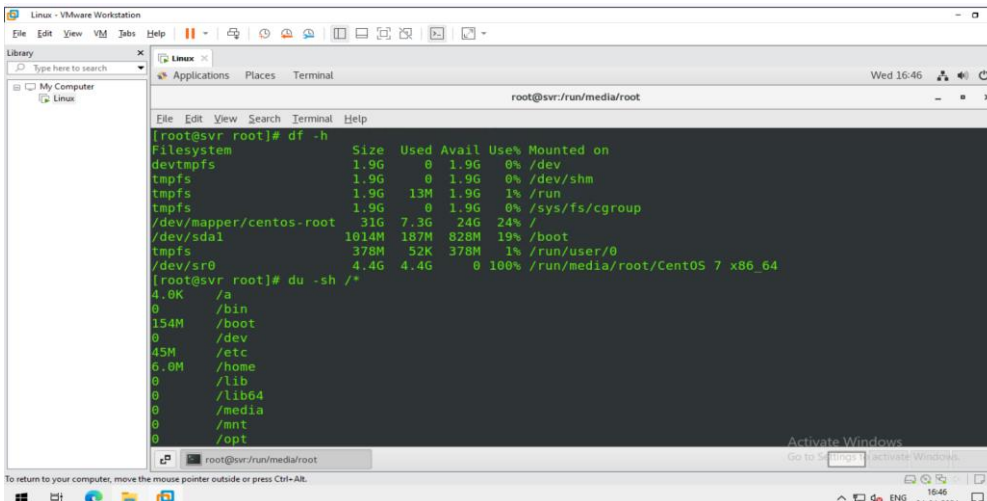 Linux - VMware Workstation
File Edit View VM Tabs Help
Library
Type here to search
My Computer
Linux
Linux
Applications Places Terminal Wed 16:46
root@svr:/run/media/root
File Edit View Search Terminal Help
[root@svr root]# df -h
Filesystem Size Used Avail Use% Mounted on
devtmpfs 1.9G 0 1.9G 0% /dev
tmpfs 1.9G 0 1.9G 0% /dev/shm
tmpfs 1.9G 13M 1.9G 1% /run
tmpfs 1.9G 0 1.9G 0% /sys/fs/cgroup
/dev/mapper/centos-root 31G 7.3G 24G 24% /
/dev/sda1 1014M 187M 828M 19% /boot
tmpfs 378M 52K 378M 1% /run/user/0
/dev/sr0 4.4G 4.4G 0 100% /run/media/root/CentOS 7 x86_64
[root@svr root]# du -sh /*
4.0K /a
0 /bin
154M /boot
0 /dev
45M /etc
6.0M /home
0 /lib
0 /lib64
0 /media
0 /mnt
0 /opt
Activate Windows
Go to Settings to activate Windows.
root@svr:/run/media/root
To return to your computer, move the mouse pointer outside or press Ctrl+Alt.
ENG 16:46